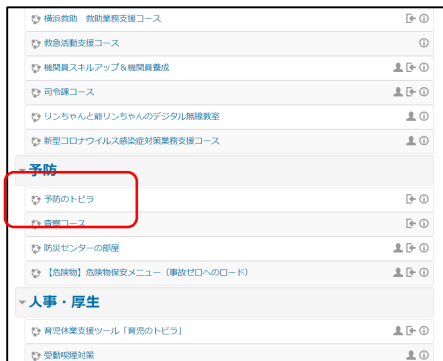 横浜救助　救助業務支援コース
救急活動支援コース
機関員スキルアップ＆機関員養成
司令課コース
リンちゃんと爺リンちゃんのデジタル無線教室
新型コロナウイルス感染症対策業務支援コース
予防
予防のトビラ
査察コース
防災センターの部屋
【危険物】危険物保安メニュー（事故ゼロへのロード）
人事・厚生
育児休業支援ツール「育児のトビラ」
受動喫煙対策